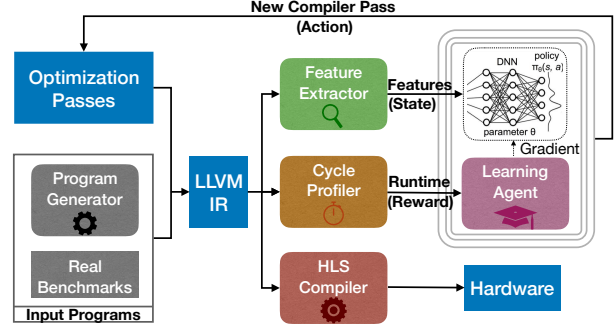 New Compiler Pass
(Action)
Optimization
Passes
Feature
Extractor
Features
(State)
DNN
policy
πθ(s, a)
parameter θ
Gradient
Program
Generator
LLVM
IR
Cycle
Profiler
Runtime
(Reward)
Learning
Agent
Real
Benchmarks
HLS
Compiler
Hardware
Input Programs